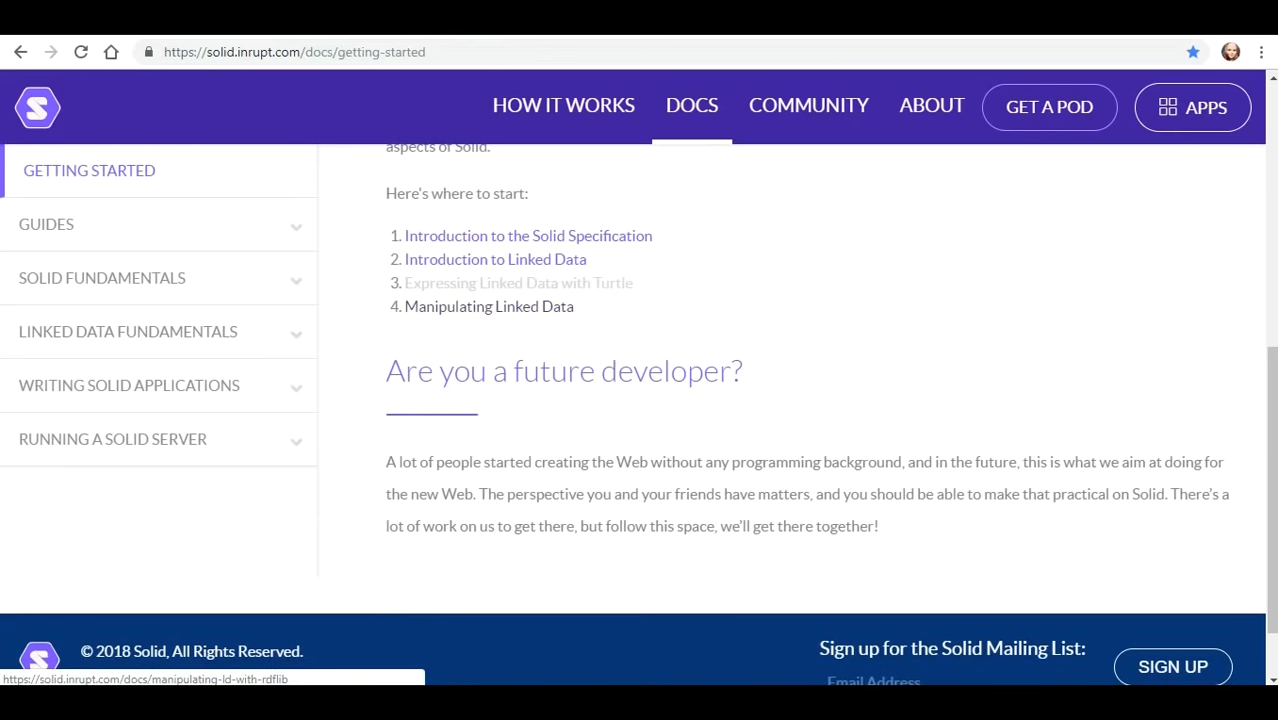 https://solid.inrupt.com/docs/getting-started
HOW IT WORKS
DOCS
COMMUNITY
ABOUT
GET A POD
APPS
GETTING STARTED
GUIDES
SOLID FUNDAMENTALS
LINKED DATA FUNDAMENTALS
WRITING SOLID APPLICATIONS
RUNNING A SOLID SERVER
aspects of Solid.
Here's where to start:
1. Introduction to the Solid Specification
2. Introduction to Linked Data
3. Expressing Linked Data with Turtle
4. Manipulating Linked Data
Are you a future developer?
A lot of people started creating the Web without any programming background, and in the future, this is what we aim at doing for
the new Web. The perspective you and your friends have matters, and you should be able to make that practical on Solid. There's a
lot of work on us to get there, but follow this space, we'll get there together!
© 2018 Solid, All Rights Reserved.
Sign up for the Solid Mailing List:
Email Address
SIGN UP
https://solid.inrupt.com/docs/manipulating-ld-with-rdflib